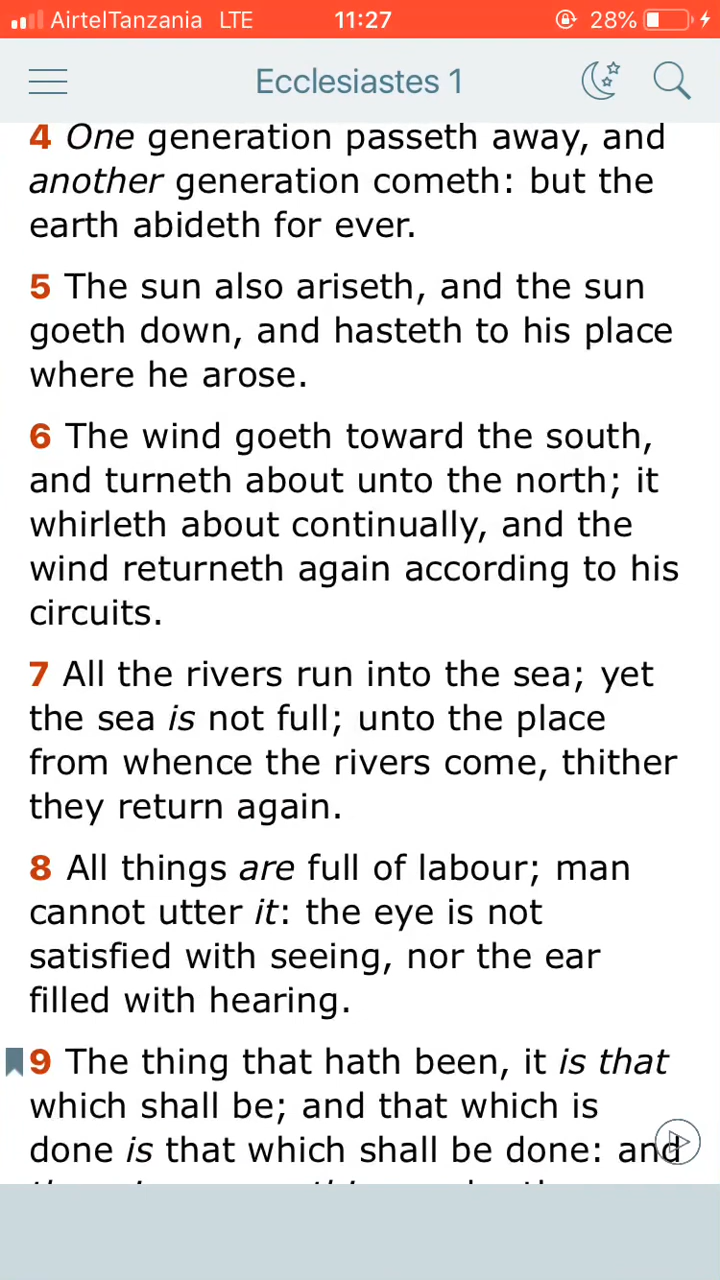 AirtelTanzania LTE 11:27 28%
Ecclesiastes 1
4 One generation passeth away, and
another generation cometh: but the
earth abideth for ever.
5 The sun also ariseth, and the sun
goeth down, and hasteth to his place
where he arose.
6 The wind goeth toward the south,
and turneth about unto the north; it
whirleth about continually, and the
wind returneth again according to his
circuits.
7 All the rivers run into the sea; yet
the sea is not full; unto the place
from whence the rivers come, thither
they return again.
8 All things are full of labour; man
cannot utter it: the eye is not
satisfied with seeing, nor the ear
filled with hearing.
9 The thing that hath been, it is that
which shall be; and that which is
done is that which shall be done: and